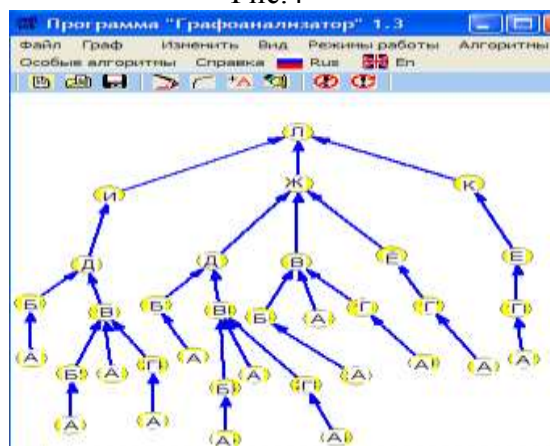 Рис.4
Программа "Графоанализатор" 1.3
Файл Граф Изменить Вид Режимы работы Алгоритмы
Особые алгоритмы Справка Rus En
+А
Л
И Ж К
Д Д В Е Е
Б В Б В Б А Г Г Г
А Б А Г А Б А Г А А А А
А А А А